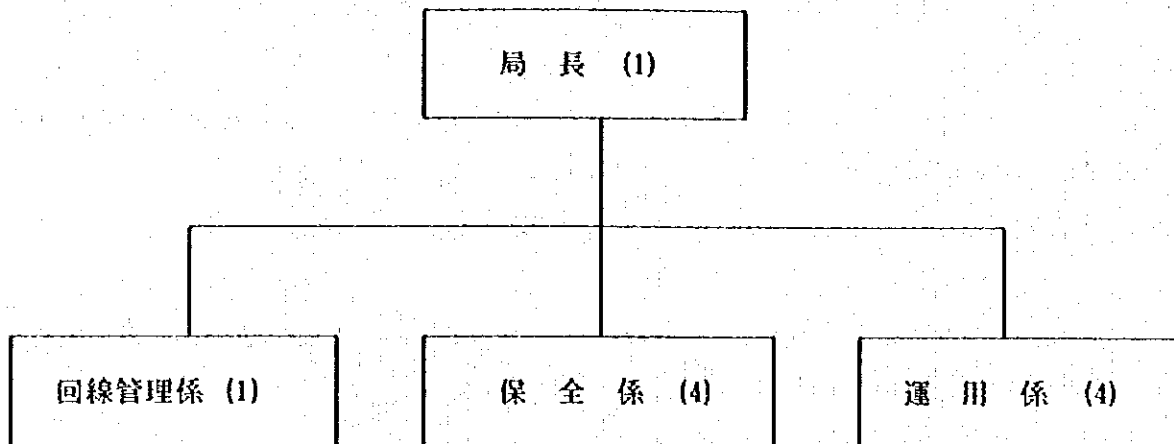 局 長 (1)
回線管理係 (1)
保 全 係 (4)
運 用 係 (4)